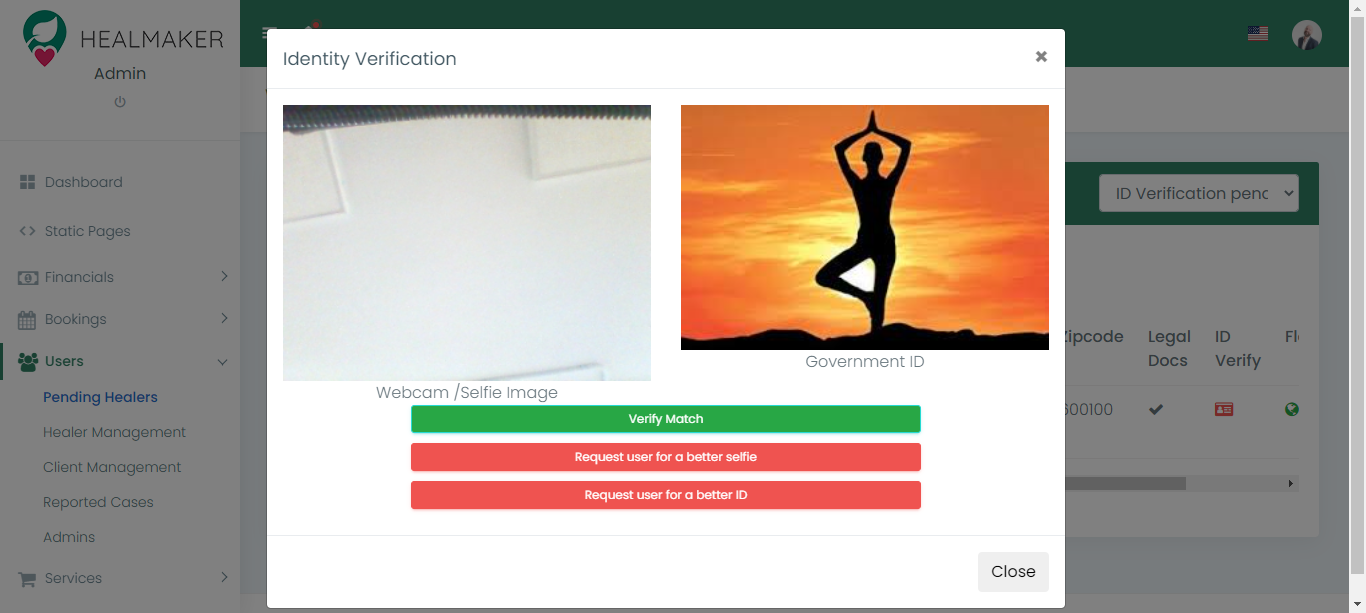 HEALMAKER
Admin
Dashboard
Static Pages
Financials
Bookings
Users
Pending Healers
Healer Management
Client Management
Reported Cases
Admins
Services
Identity Verification
×
Webcam /Selfie Image
Government ID
Verify Match
Request user for a better selfie
Request user for a better ID
Close
ID Verification penc
Zipcode
Legal
Docs
ID
Verify
600100